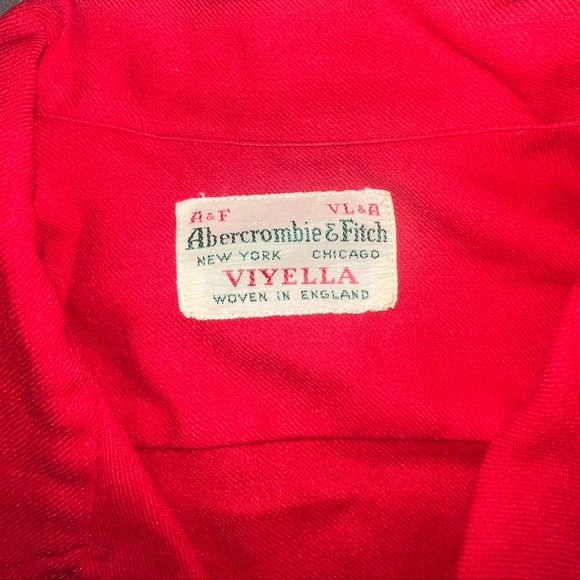 A&F VL&A
Abercrombie & Fitch
NEW YORK CHICAGO
VIYELLA
WOVEN IN ENGLAND